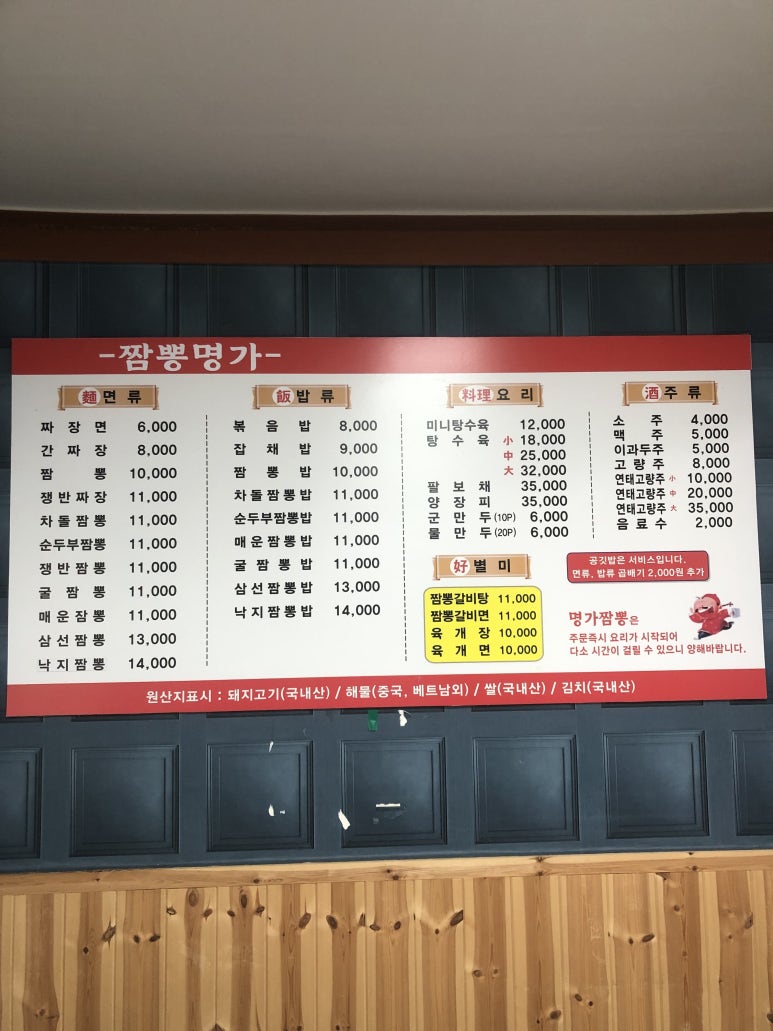 -짬뽕명가-
麵 면 류
짜 장 면 6,000
간 짜 장 8,000
짬 뽕 10,000
쟁반짜장 11,000
차돌짬뽕 11,000
순두부짬뽕 11,000
쟁반짬뽕 11,000
굴 짬 뽕 11,000
매운짬뽕 11,000
삼선짬뽕 13,000
낙지짬뽕 14,000
飯 밥 류
볶 음 밥 8,000
잡 채 밥 9,000
짬 뽕 밥 10,000
차돌짬뽕밥 11,000
순두부짬뽕밥 11,000
매운짬뽕밥 11,000
굴 짬 뽕 밥 11,000
삼선짬뽕밥 13,000
낙지짬뽕밥 14,000
料理 요 리
미니탕수육 12,000
탕 수 육 小 18,000
中 25,000
大 32,000
팔 보 채 35,000
양 장 피 35,000
군 만 두 (10P) 6,000
물 만 두 (20P) 6,000
好 별 미
짬뽕갈비탕 11,000
짬뽕갈비면 11,000
육 개 장 10,000
육 개 면 10,000
酒 주 류
소 주 4,000
맥 주 5,000
이과두주 5,000
고 량 주 8,000
연태고량주 小 10,000
연태고량주 中 20,000
연태고량주 大 35,000
음 료 수 2,000
공깃밥은 서비스입니다.
면류, 밥류 곱배기 2,000원 추가
명가짬뽕은
주문즉시 요리가 시작되어
다소 시간이 걸릴 수 있으니 양해바랍니다.
원산지표시 : 돼지고기(국내산) / 해물(중국, 베트남외) / 쌀(국내산) / 김치(국내산)